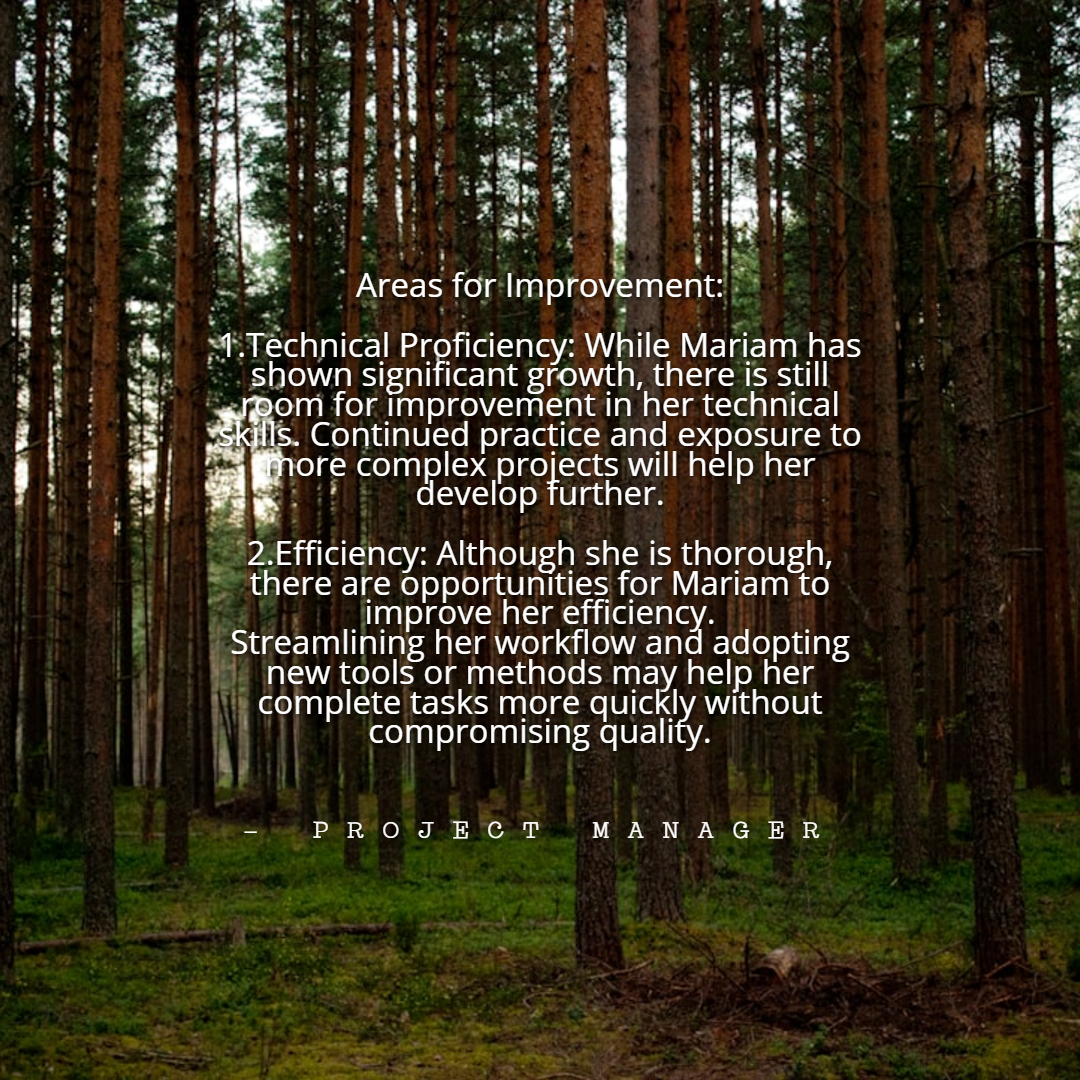 Areas for Improvement:
1.Technical Proficiency: While Mariam has
shown significant growth, there is still
room for improvement in her technical
skills. Continued practice and exposure to
more complex projects will help her
develop further.
2.Efficiency: Although she is thorough,
there are opportunities for Mariam to
improve her efficiency.
Streamlining her workflow and adopting
new tools or methods may help her
complete tasks more quickly without
compromising quality.
– PROJECT MANAGER